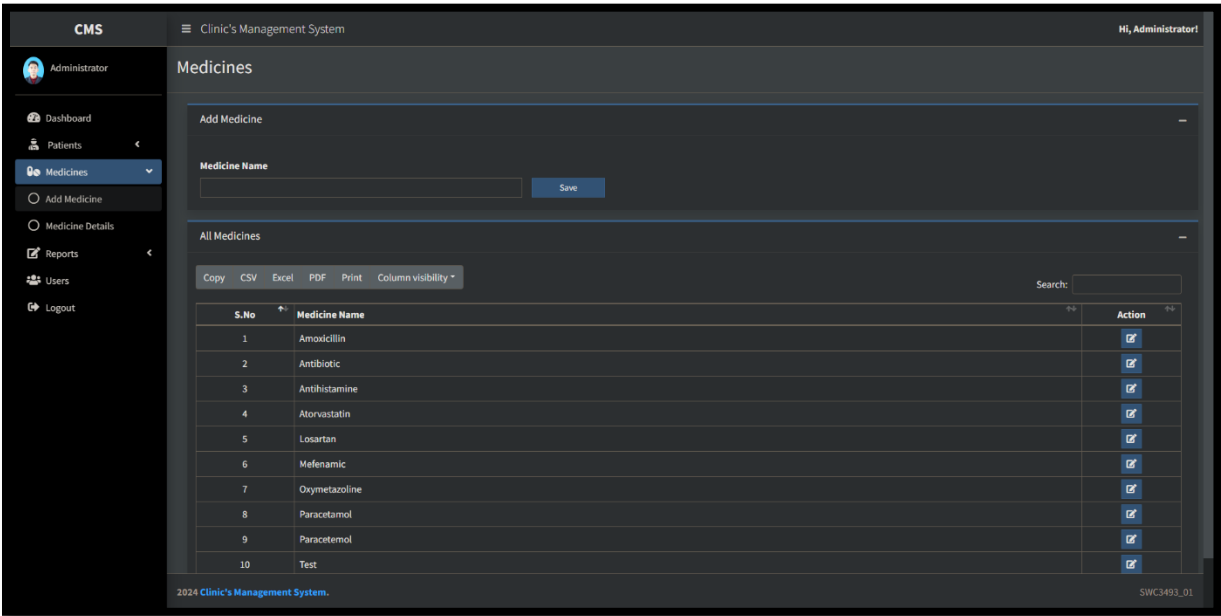 CMS
Clinic's Management System
Hi, Administrator!
Administrator
Medicines
Dashboard
Patients
Medicines
Add Medicine
Medicine Details
Reports
Users
Logout
Add Medicine
Medicine Name
Save
All Medicines
Copy CSV Excel PDF Print Column visibility
Search:
S.No Medicine Name Action
1 Amoxicillin
2 Antibiotic
3 Antihistamine
4 Atorvastatin
5 Losartan
6 Mefenamic
7 Oxymetazoline
8 Paracetamol
9 Paracetemol
10 Test
2024 Clinic's Management System.
SWC3493_01